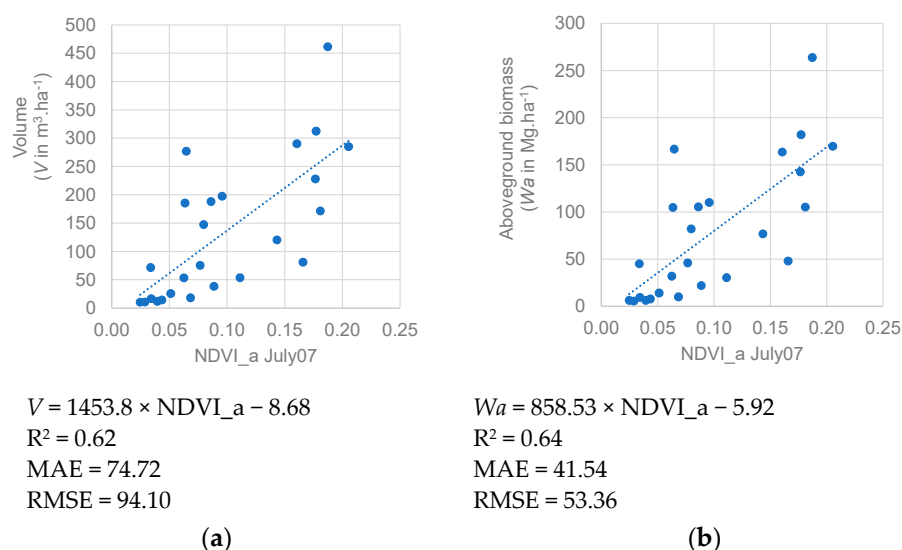 500
450
400
350
300
250
200
150
100
50
0
Volume
(V in m³.ha⁻¹)
0.00 0.05 0.10 0.15 0.20 0.25
NDVI_a July07
V = 1453.8 × NDVI_a − 8.68
R² = 0.62
MAE = 74.72
RMSE = 94.10
(a)
300
250
200
150
100
50
0
Aboveground biomass
(Wa in Mg.ha⁻¹)
0.00 0.05 0.10 0.15 0.20 0.25
NDVI_a July07
Wa = 858.53 × NDVI_a − 5.92
R² = 0.64
MAE = 41.54
RMSE = 53.36
(b)